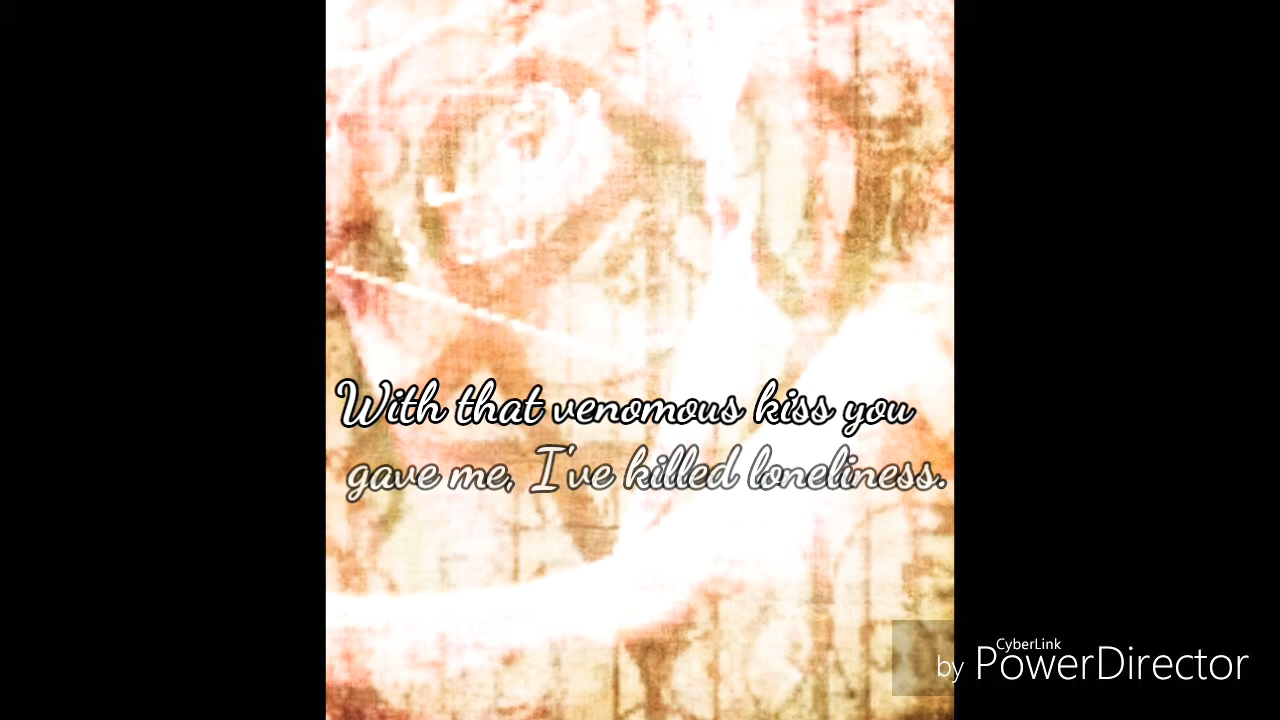 With that venomous kiss you
gave me, I've killed loneliness.
CyberLink
by PowerDirector